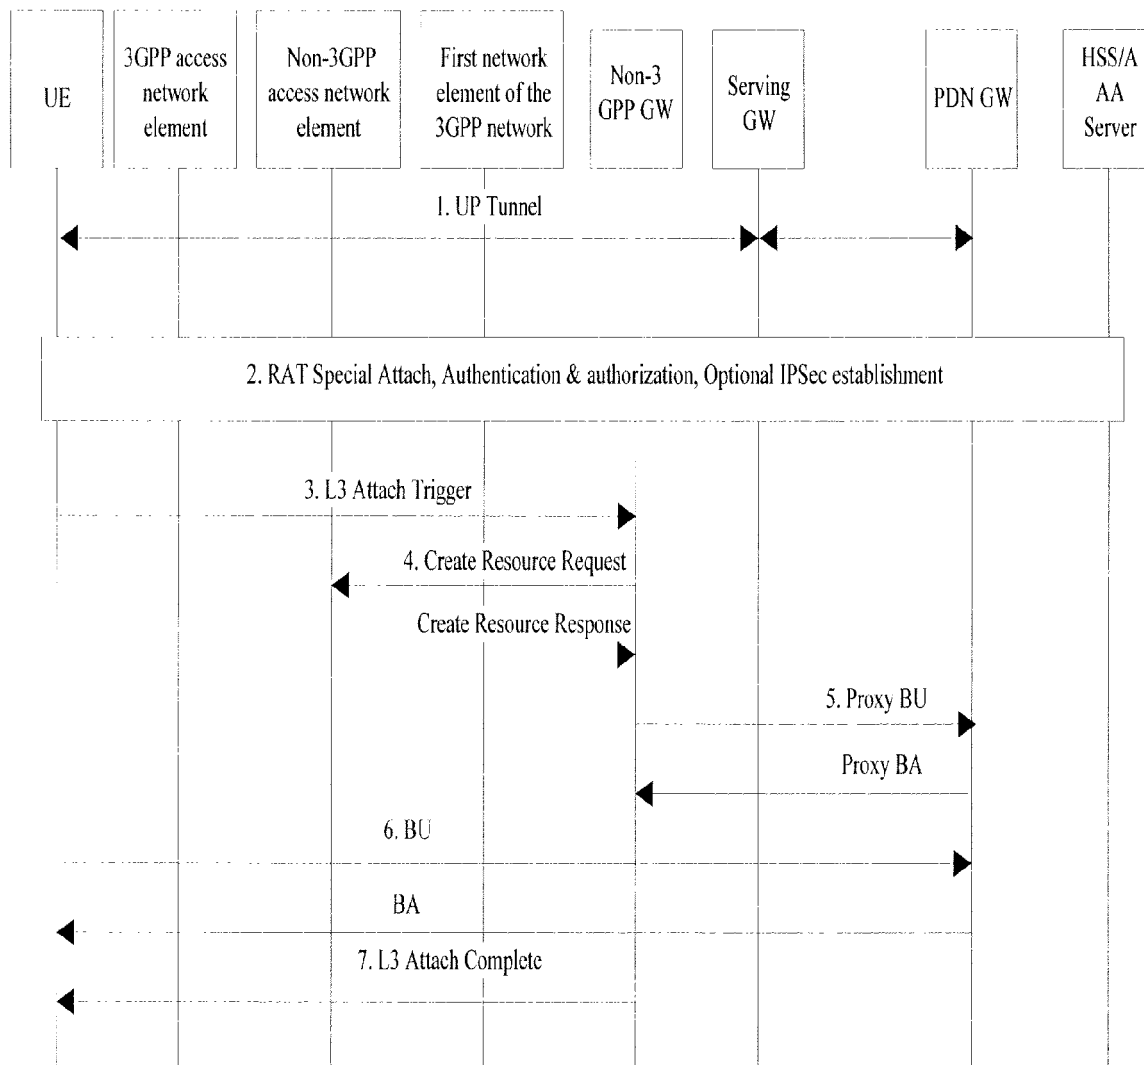 UE
3GPP access
network
element
Non-3GPP
access network
element
First network
element of the
3GPP network
Non-3
GPP GW
Serving
GW
PDN GW
HSS/A
AA
Server
1. UP Tunnel
2. RAT Special Attach, Authentication & authorization, Optional IPSec establishment
3. L3 Attach Trigger
4. Create Resource Request
Create Resource Response
5. Proxy BU
Proxy BA
6. BU
BA
7. L3 Attach Complete